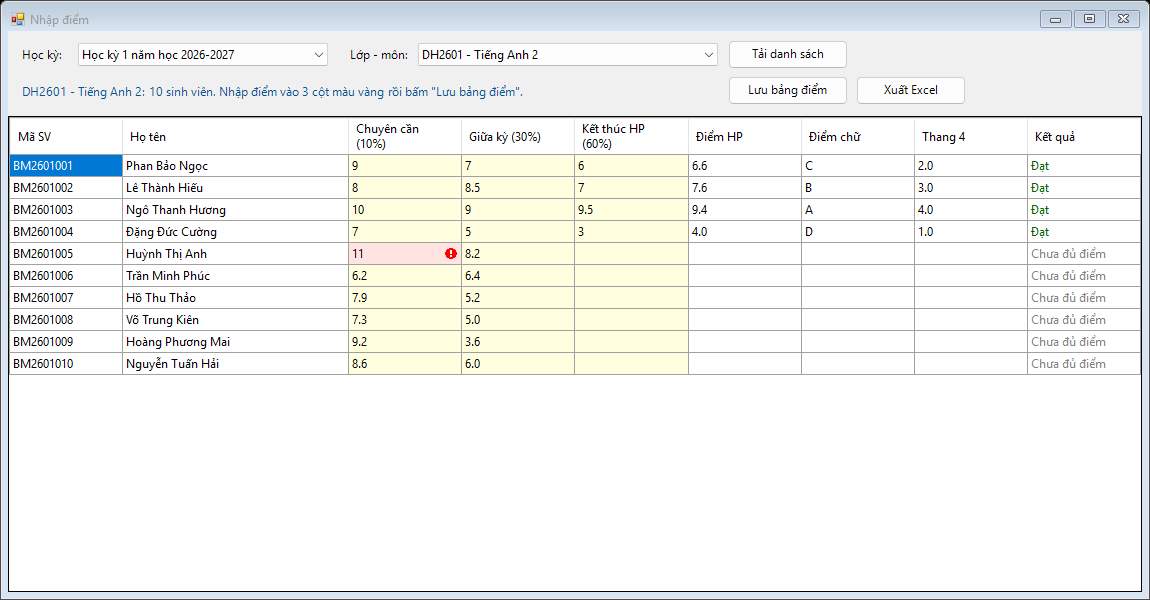 Nhập điểm
Học kỳ: Học kỳ 1 năm học 2026-2027 Lớp - môn: DH2601 - Tiếng Anh 2 Tải danh sách
DH2601 - Tiếng Anh 2: 10 sinh viên. Nhập điểm vào 3 cột màu vàng rồi bấm "Lưu bảng điểm". Lưu bảng điểm Xuất Excel
Mã SV Họ tên Chuyên cần (10%) Giữa kỳ (30%) Kết thúc HP (60%) Điểm HP Điểm chữ Thang 4 Kết quả
BM2601001 Phan Bảo Ngọc 9 7 6 6.6 C 2.0 Đạt
BM2601002 Lê Thành Hiếu 8 8.5 7 7.6 B 3.0 Đạt
BM2601003 Ngô Thanh Hương 10 9 9.5 9.4 A 4.0 Đạt
BM2601004 Đặng Đức Cường 7 5 3 4.0 D 1.0 Đạt
BM2601005 Huỳnh Thị Anh 11 8.2 Chưa đủ điểm
BM2601006 Trần Minh Phúc 6.2 6.4 Chưa đủ điểm
BM2601007 Hồ Thu Thảo 7.9 5.2 Chưa đủ điểm
BM2601008 Võ Trung Kiên 7.3 5.0 Chưa đủ điểm
BM2601009 Hoàng Phương Mai 9.2 3.6 Chưa đủ điểm
BM2601010 Nguyễn Tuấn Hải 8.6 6.0 Chưa đủ điểm